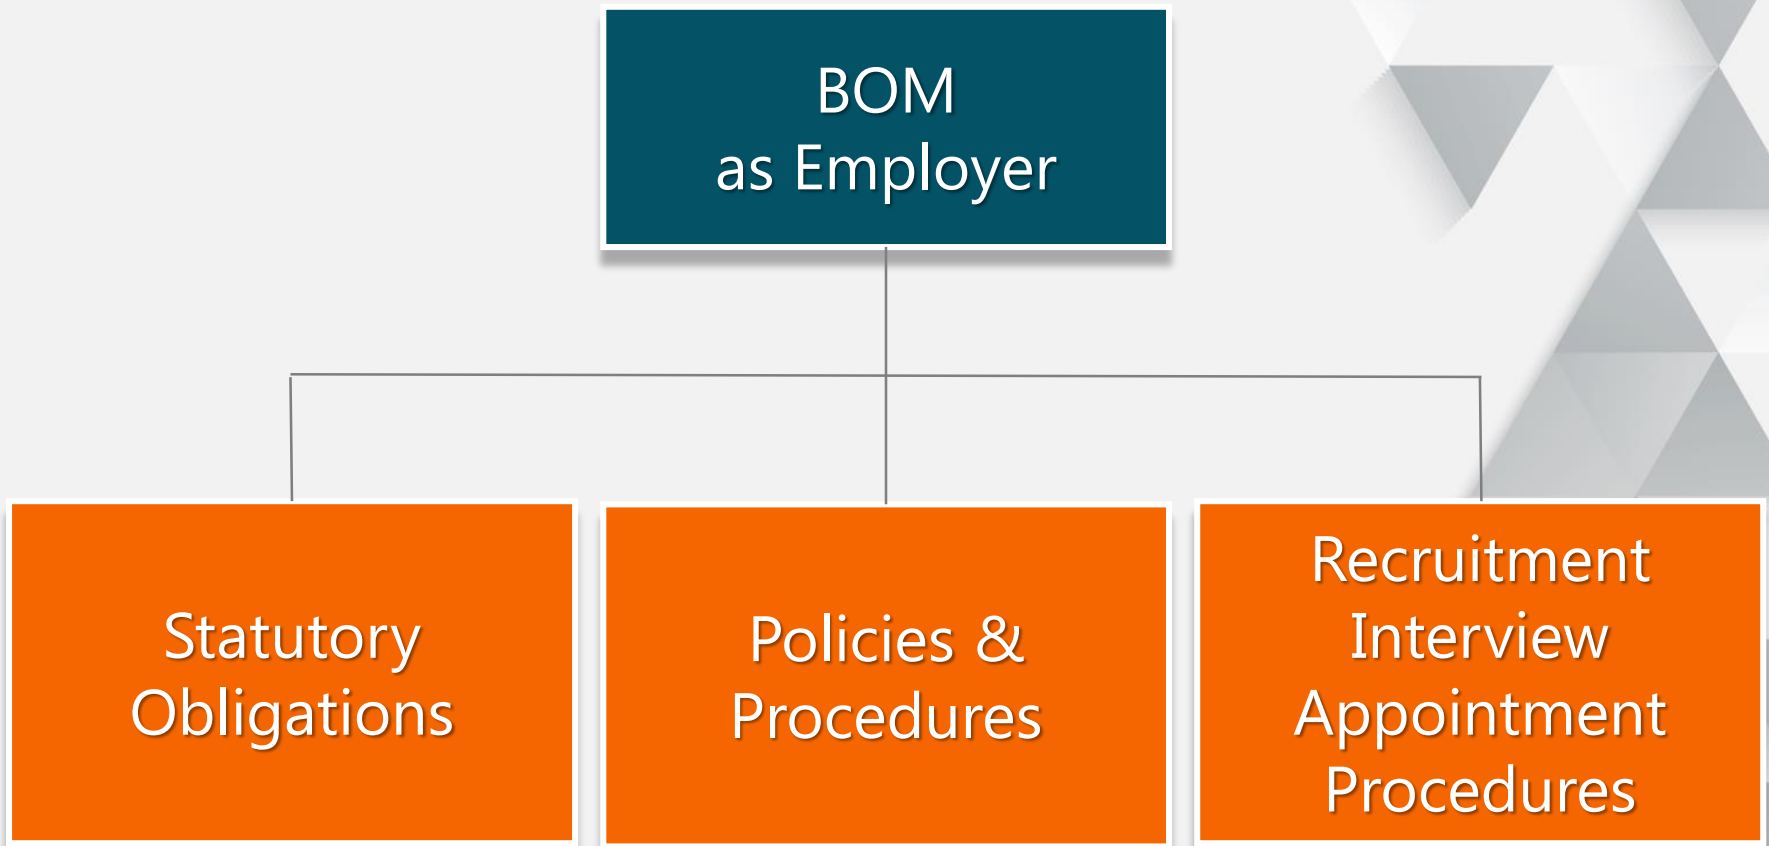 BOM
as Employer
Statutory
Obligations
Policies &
Procedures
Recruitment
Interview
Appointment
Procedures